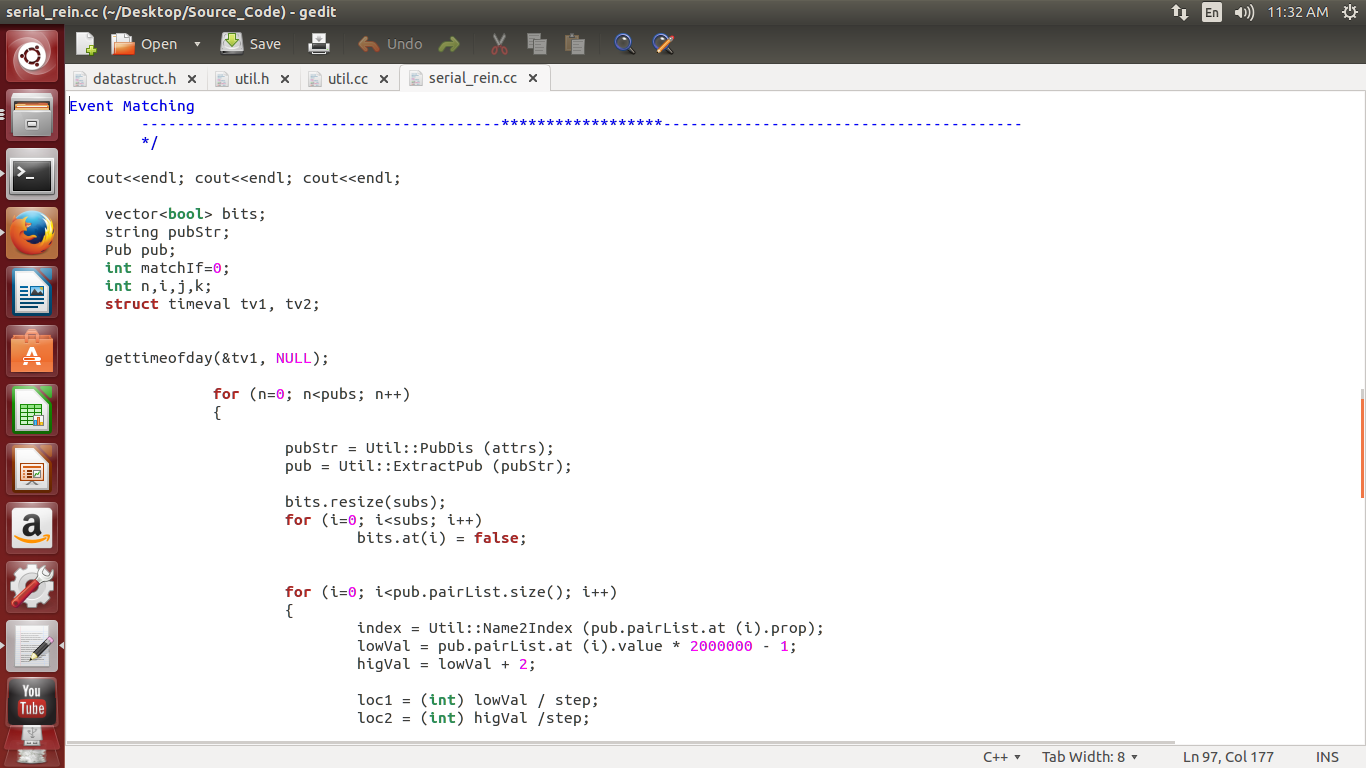 serial_rein.cc (~/Desktop/Source_Code) - gedit
En 11:32 AM
Open Save Undo
datastruct.h × util.h × util.cc × serial_rein.cc ×
Event Matching
----------------------------------------******************----------------------------------------
*/
cout<<endl; cout<<endl; cout<<endl;
vector<bool> bits;
string pubStr;
Pub pub;
int matchIf=0;
int n,i,j,k;
struct timeval tv1, tv2;
gettimeofday(&tv1, NULL);
for (n=0; n<pubs; n++)
{
pubStr = Util::PubDis (attrs);
pub = Util::ExtractPub (pubStr);
bits.resize(subs);
for (i=0; i<subs; i++)
bits.at(i) = false;
for (i=0; i<pub.pairList.size(); i++)
{
index = Util::Name2Index (pub.pairList.at (i).prop);
lowVal = pub.pairList.at (i).value * 2000000 - 1;
higVal = lowVal + 2;
loc1 = (int) lowVal / step;
loc2 = (int) higVal /step;
C++ Tab Width: 8 Ln 97, Col 177 INS
>_
A
a
You
Tube